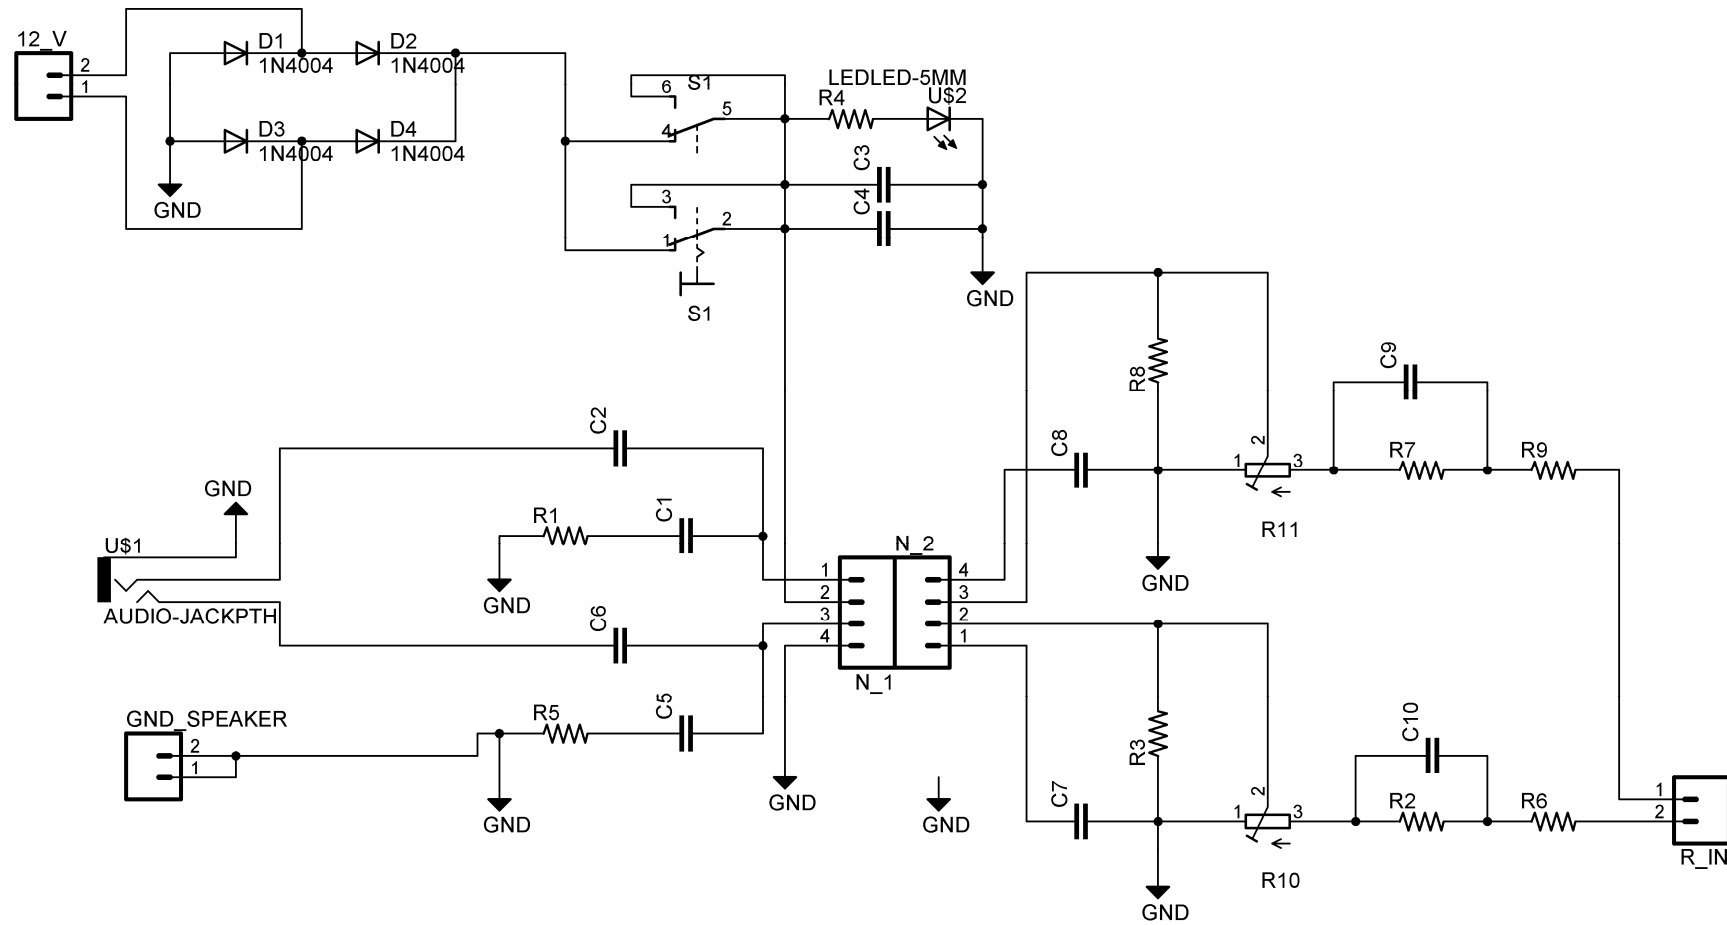 12_V
2
1
D1
1N4004
D2
1N4004
D3
1N4004
D4
1N4004
GND
S1
6
5
4
3
2
1
S1
LEDLED-5MM
R4
U$2
C3
C4
GND
R8
C9
C8
2
1
3
R7
R9
R11
GND
C2
GND
R1
C1
GND
U$1
AUDIO-JACKPTH
C6
N_2
1
2
3
4
4
3
2
1
N_1
GND_SPEAKER
2
1
R5
C5
GND
GND
GND
R3
C7
2
1
3
C10
R2
R6
R10
GND
1
2
R_IN